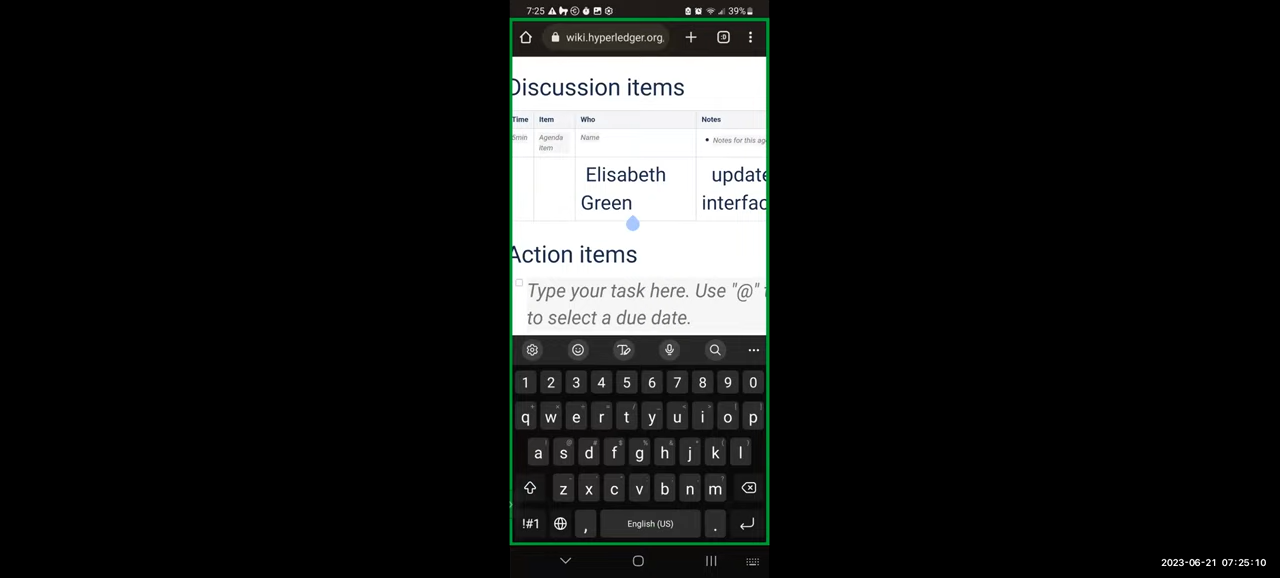 7:25
39%
wiki.hyperledger.org.
:D
Discussion items
Time Item Who Notes
5min Agenda item Name Notes for this ag
Elisabeth Green update interfac
Action items
Type your task here. Use "@" t
to select a due date.
1 2 3 4 5 6 7 8 9 0
q w e r t y u i o p
a s d f g h j k l
z x c v b n m
!#1 , English (US) .
2023-06-21 07:25:10